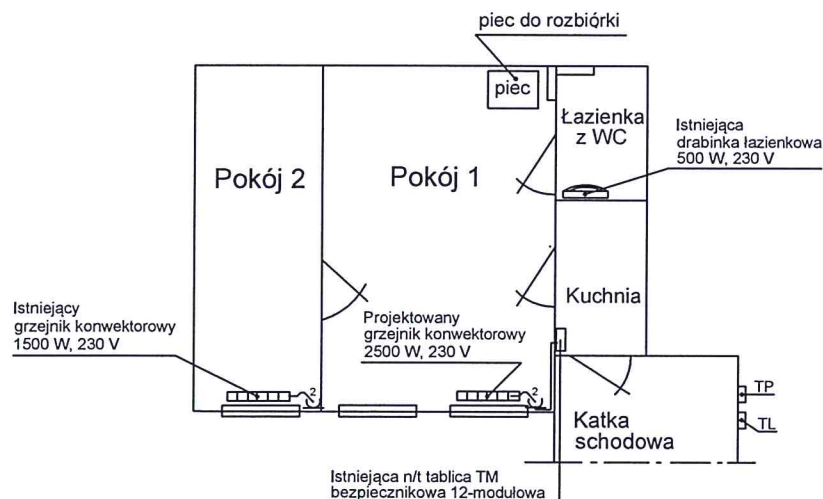 piec do rozbiórki
piec
Łazienka
z WC
Istniejąca
drabinka łazienkowa
500 W, 230 V
Pokój 2
Pokój 1
Kuchnia
Istniejący
grzejnik konwektorowy
1500 W, 230 V
Projektowany
grzejnik konwektorowy
2500 W, 230 V
2
2
TP
TL
Katka
schodowa
Istniejąca n/t tablica TM
bezpiecznikowa 12-modułowa